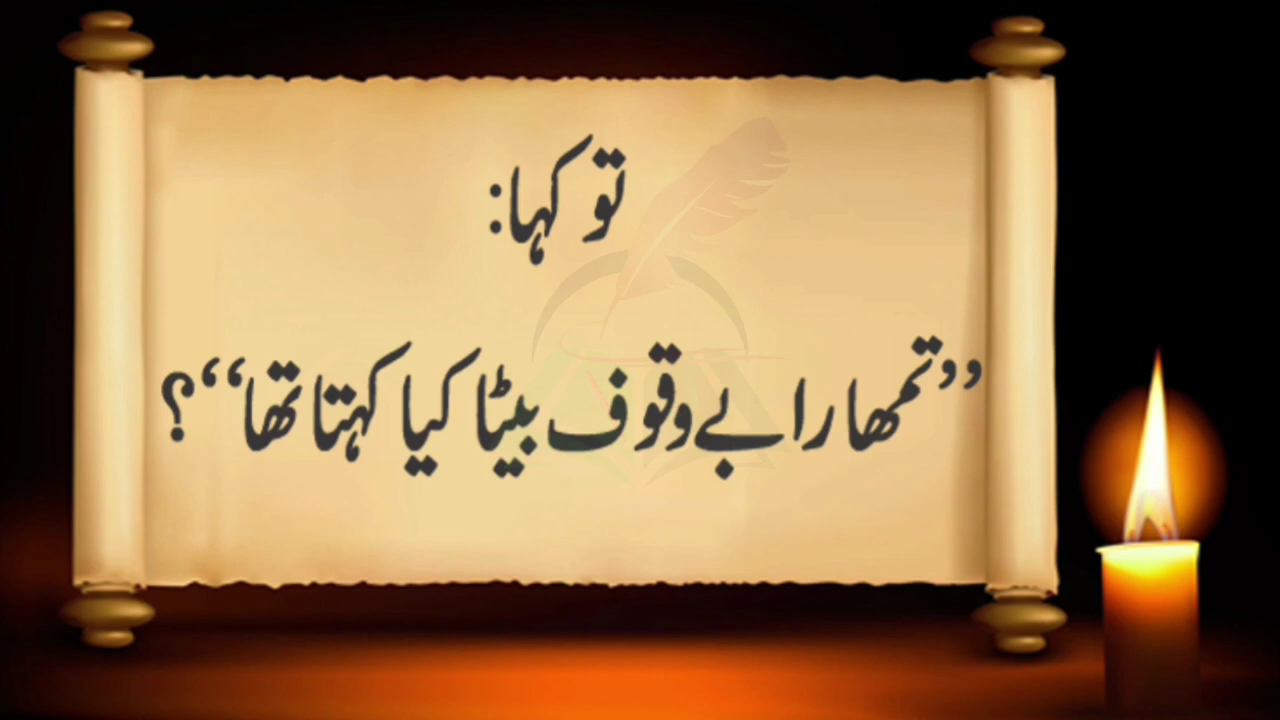 تو کہا:
”تمھارا بے وقوف بیٹا کیا کہتا تھا“؟